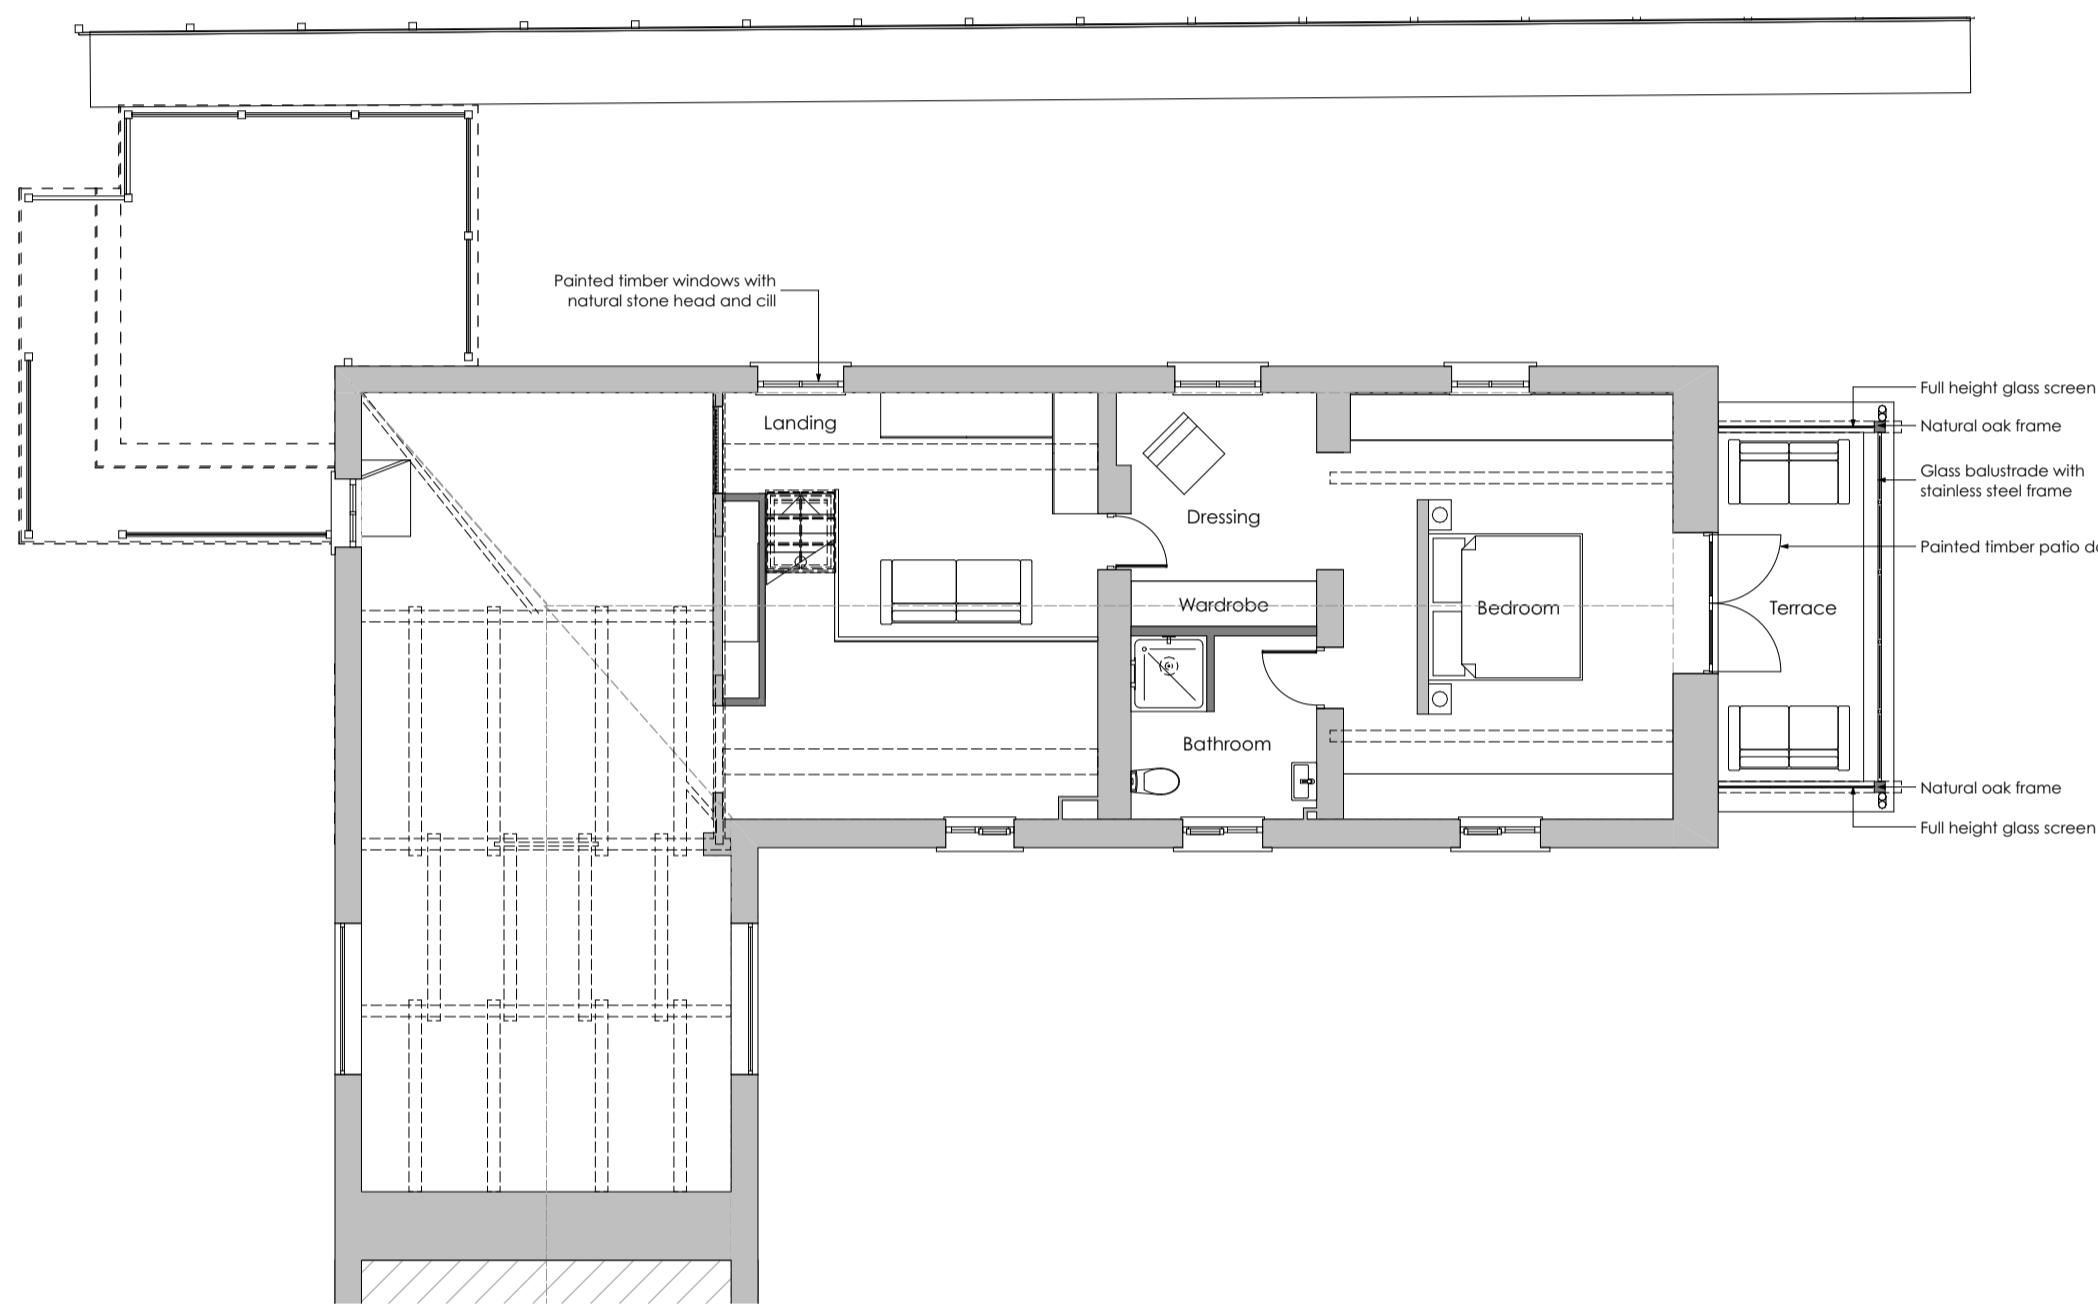 Painted timber windows with
natural stone head and cill
Landing
Dressing
Wardrobe
Bedroom
Bathroom
Terrace
Full height glass screen
Natural oak frame
Glass balustrade with
stainless steel frame
Painted timber patio
Natural oak frame
Full height glass screen